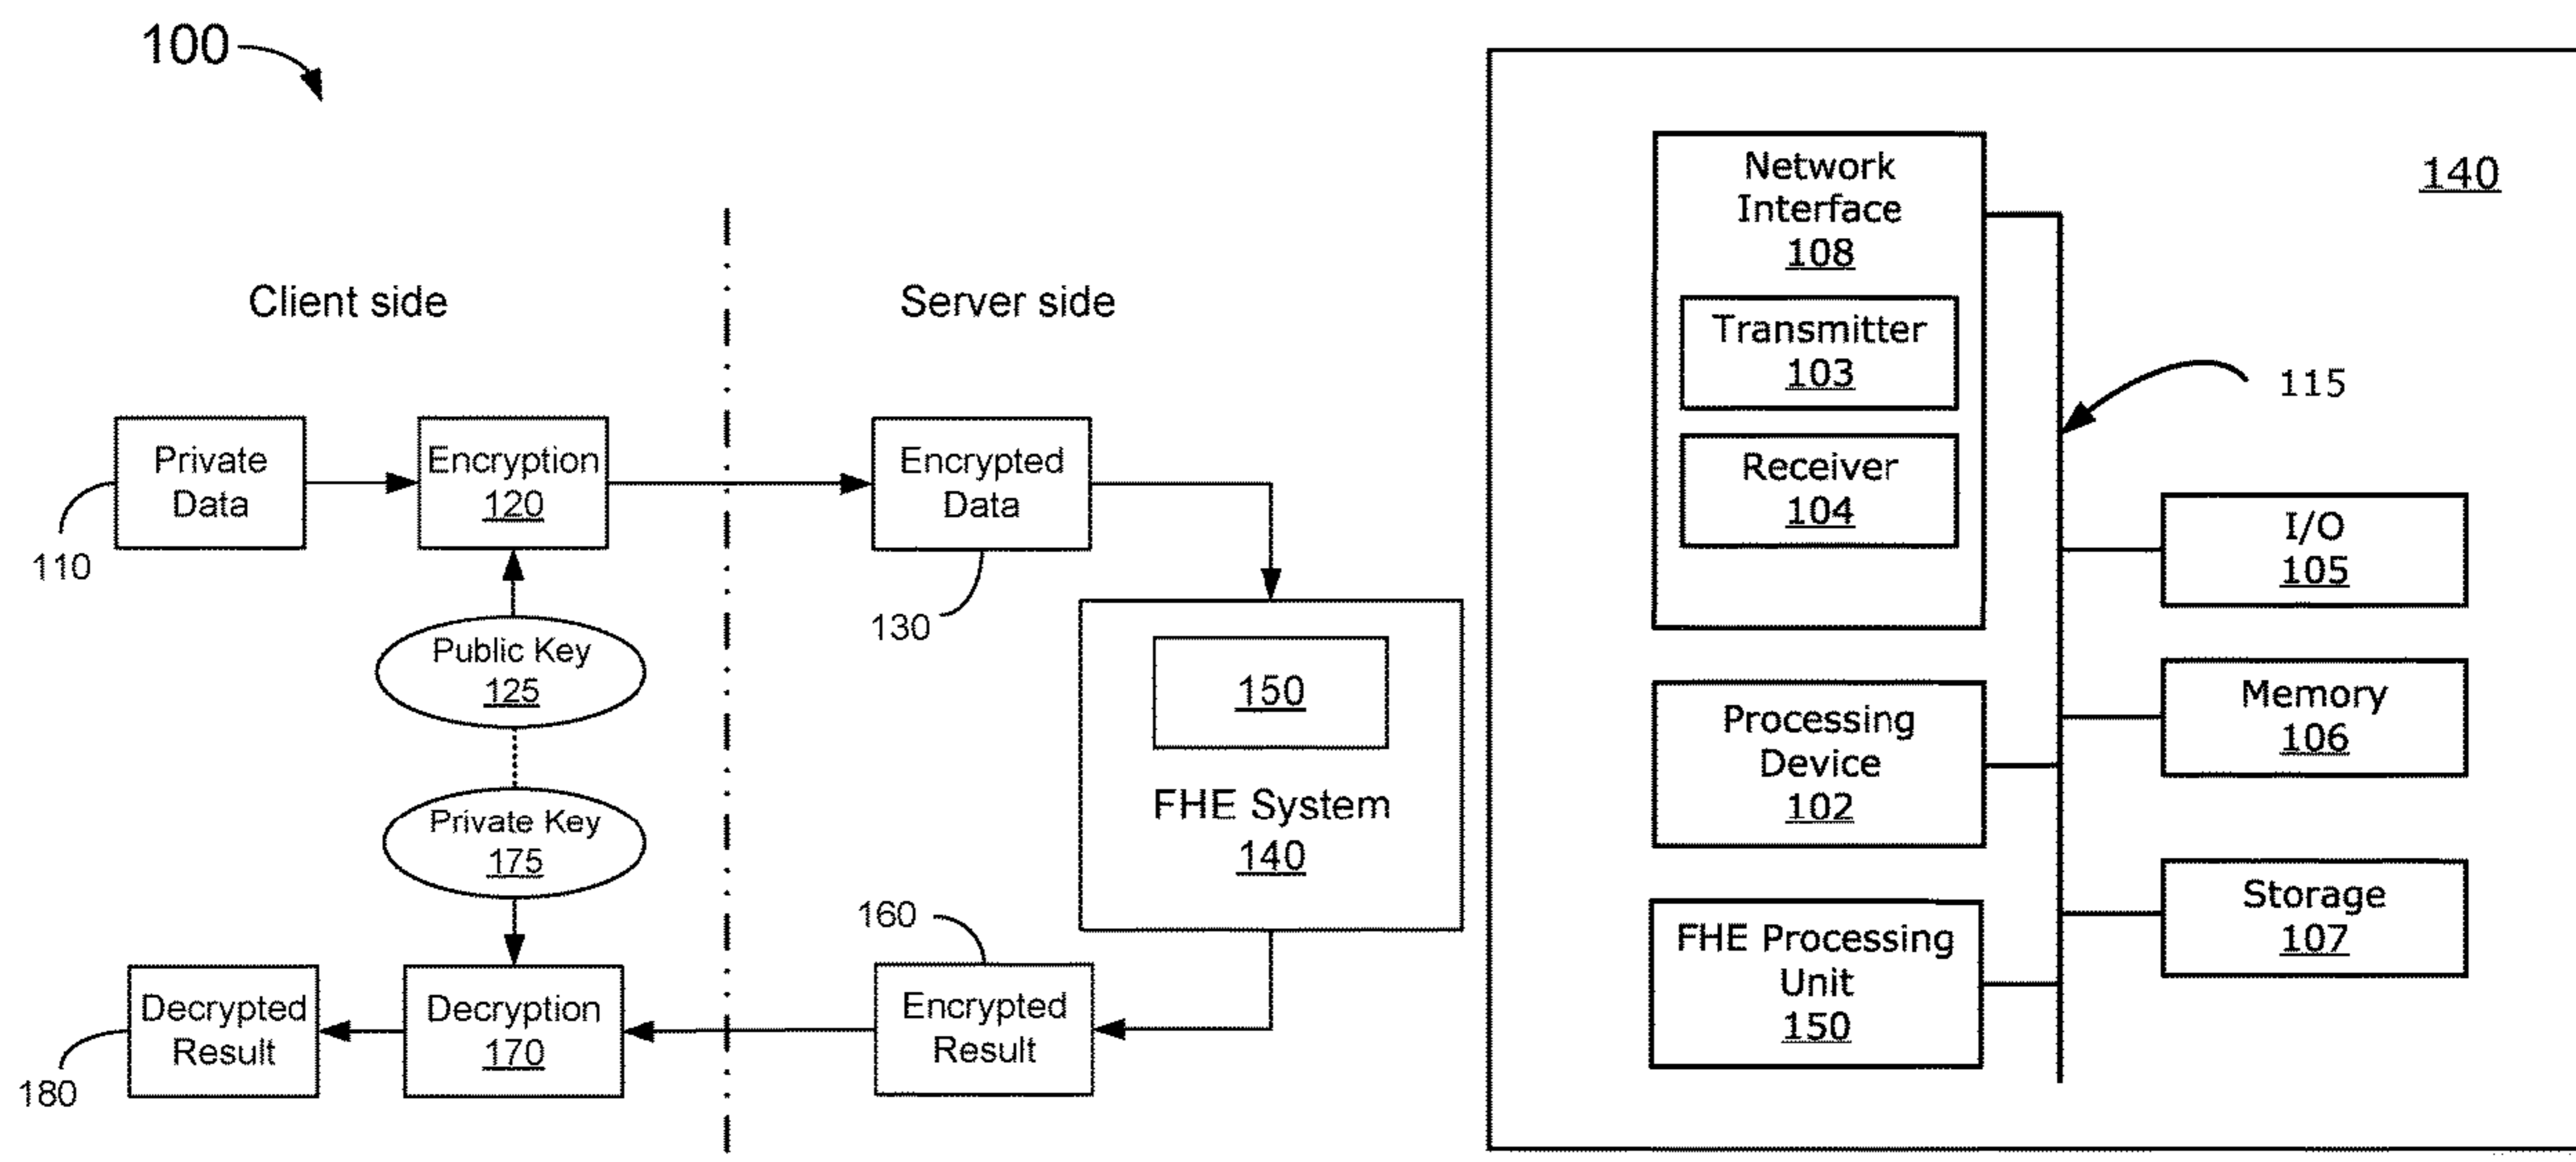 100
Client side
Server side
Private
Data
110
Encryption
120
Encrypted
Data
130
Public Key
125
Private Key
175
150
FHE System
140
160
Encrypted
Result
Decryption
170
Decrypted
Result
180
140
Network
Interface
108
Transmitter
103
Receiver
104
115
I/O
105
Processing
Device
102
Memory
106
FHE Processing
Unit
150
Storage
107